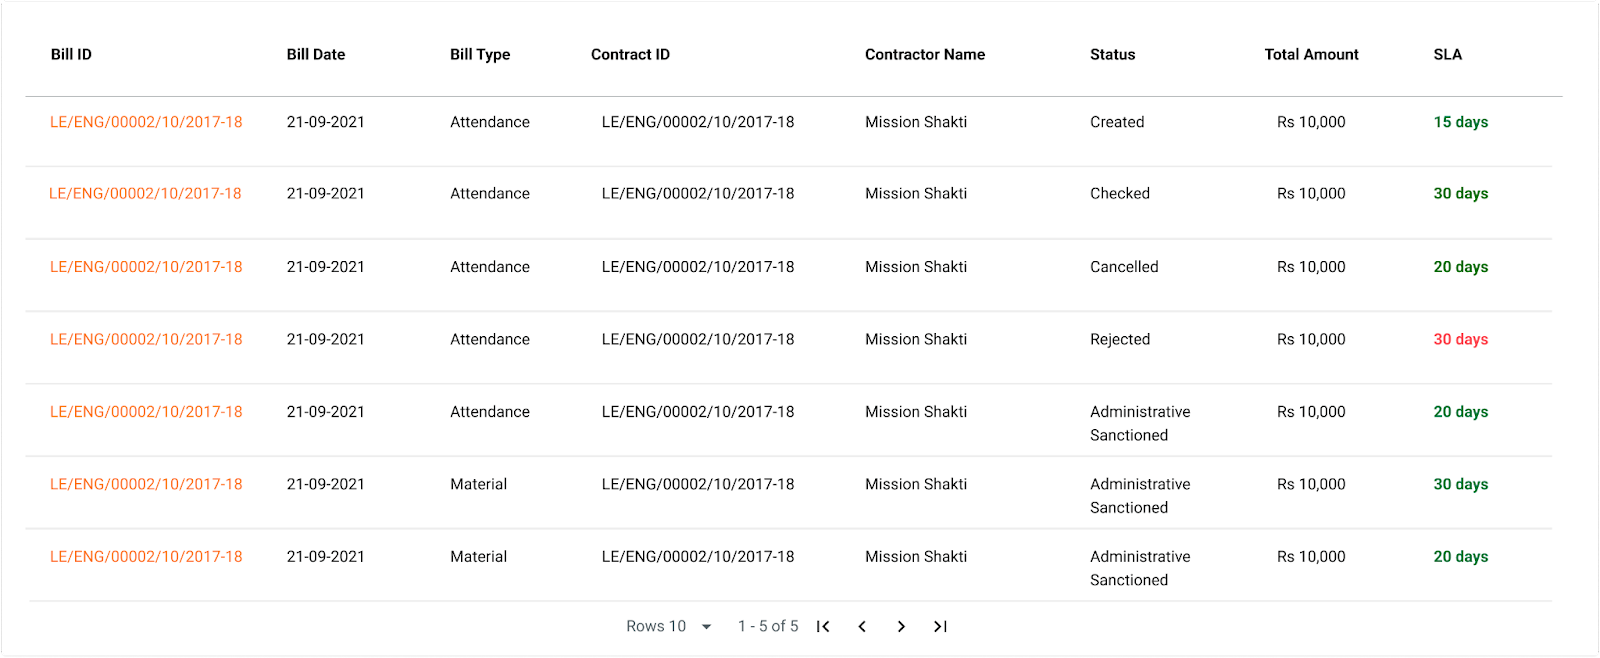 Bill ID Bill Date Bill Type Contract ID Contractor Name Status Total Amount SLA
LE/ENG/00002/10/2017-18 21-09-2021 Attendance LE/ENG/00002/10/2017-18 Mission Shakti Created Rs 10,000 15 days
LE/ENG/00002/10/2017-18 21-09-2021 Attendance LE/ENG/00002/10/2017-18 Mission Shakti Checked Rs 10,000 30 days
LE/ENG/00002/10/2017-18 21-09-2021 Attendance LE/ENG/00002/10/2017-18 Mission Shakti Cancelled Rs 10,000 20 days
LE/ENG/00002/10/2017-18 21-09-2021 Attendance LE/ENG/00002/10/2017-18 Mission Shakti Rejected Rs 10,000 30 days
LE/ENG/00002/10/2017-18 21-09-2021 Attendance LE/ENG/00002/10/2017-18 Mission Shakti Administrative Rs 10,000 20 days
Sanctioned
LE/ENG/00002/10/2017-18 21-09-2021 Material LE/ENG/00002/10/2017-18 Mission Shakti Administrative Rs 10,000 30 days
Sanctioned
LE/ENG/00002/10/2017-18 21-09-2021 Material LE/ENG/00002/10/2017-18 Mission Shakti Administrative Rs 10,000 20 days
Sanctioned
Rows 10 1 - 5 of 5